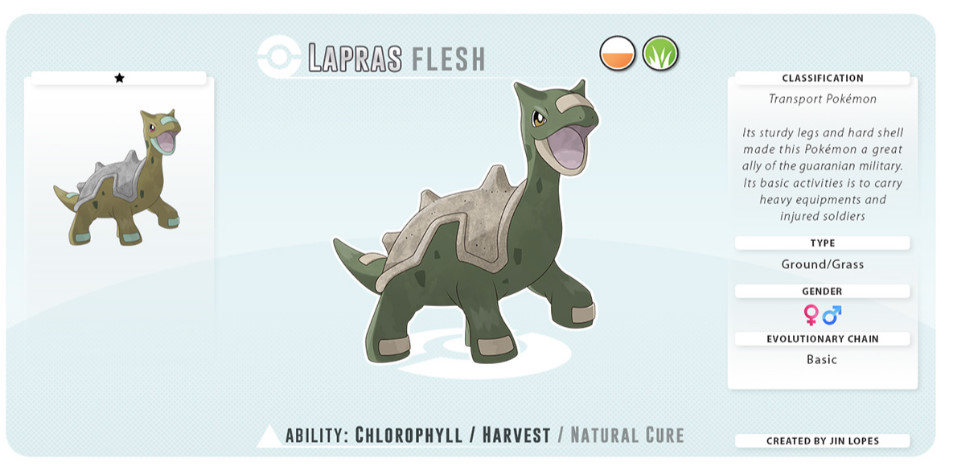 LAPRAS FLESH
CLASSIFICATION
Transport Pokémon
Its sturdy legs and hard shell
made this Pokémon a great
ally of the guaranian military.
Its basic activities is to carry
heavy equipments and
injured soldiers
TYPE
Ground/Grass
GENDER
EVOLUTIONARY CHAIN
Basic
ABILITY: CHLOROPHYLL / HARVEST / NATURAL CURE
CREATED BY JIN LOPES